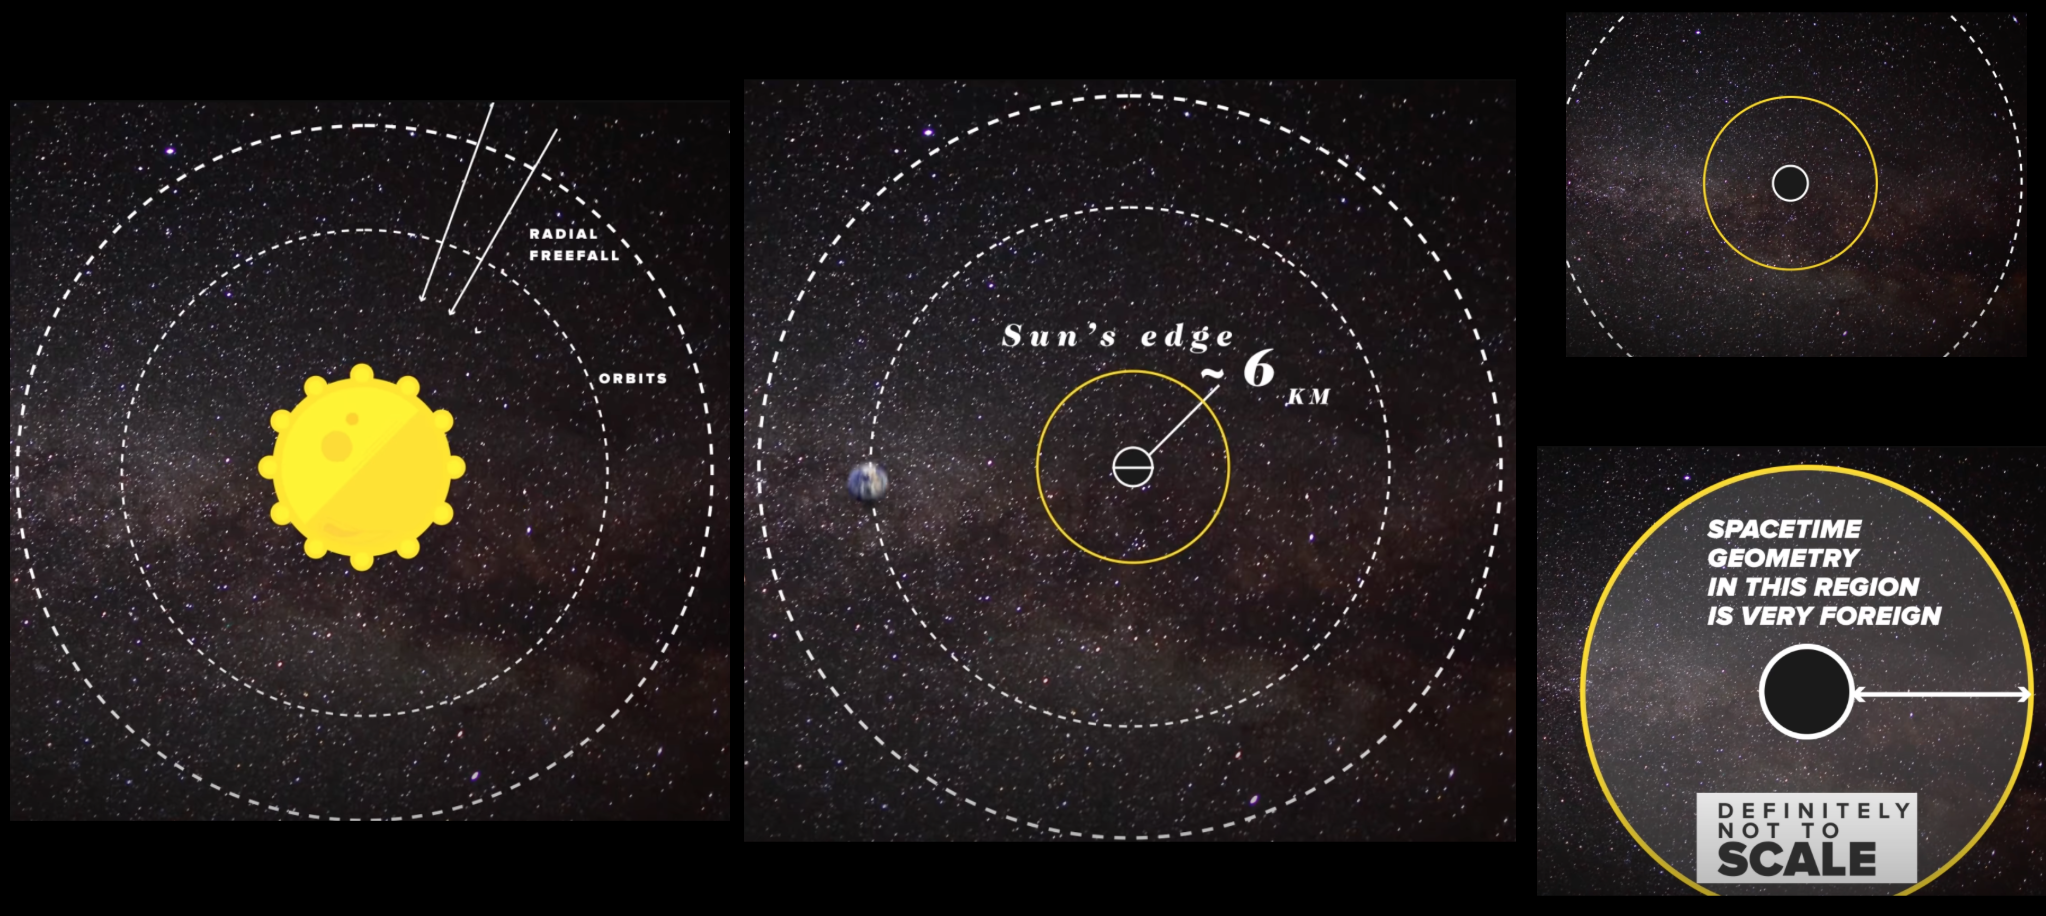 RADIAL
FREEFALL
ORBITS
Sun's edge
~ 6
KM
SPACETIME
GEOMETRY
IN THIS REGION
IS VERY FOREIGN
DEFINITELY
NOT TO
SCALE